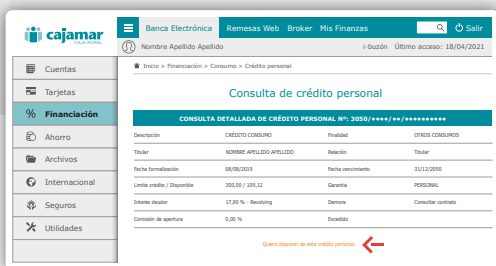 cajamar
CAJA RURAL
Banca Electrónica Remesas Web Broker Mis Finanzas Salir
Nombre Apellido Apellido i-buzón Último acceso: 18/04/2021
Cuentas
Tarjetas
% Financiación
Ahorro
Archivos
Internacional
Seguros
Utilidades
Inicio > Financiación > Consumo > Crédito personal
Consulta de crédito personal
CONSULTA DETALLADA DE CRÉDITO PERSONAL Nº: 3050/••••/••/••••••••••
Descripción CRÉDITO CONSUMO Finalidad OTROS CONSUMOS
Titular NOMBRE APELLIDO APELLIDO Relación Titular
Fecha formalización 08/08/2019 Fecha vencimiento 31/12/2050
Limite crédito / Disponible 300,00 / 109,12 Garantía PERSONAL
Interés deudor 17,90 % - Revolving Demora Consultar contrato
Comisión de apertura 0,00 % Excedido
Quiero disponer de este crédito personal.